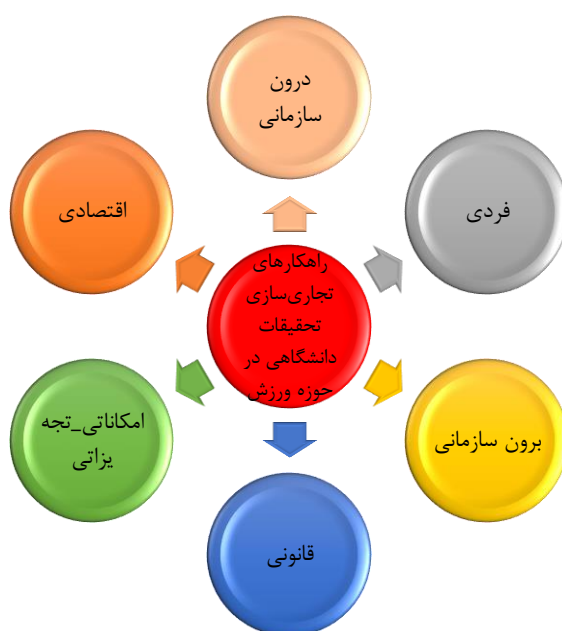 درون
سازمانی
فردی
اقتصادی
راهکارهای
تجاری‌سازی
تحقیقات
دانشگاهی در
حوزه ورزش
برون سازمانی
امکاناتی_تجه
یزاتی
قانونی